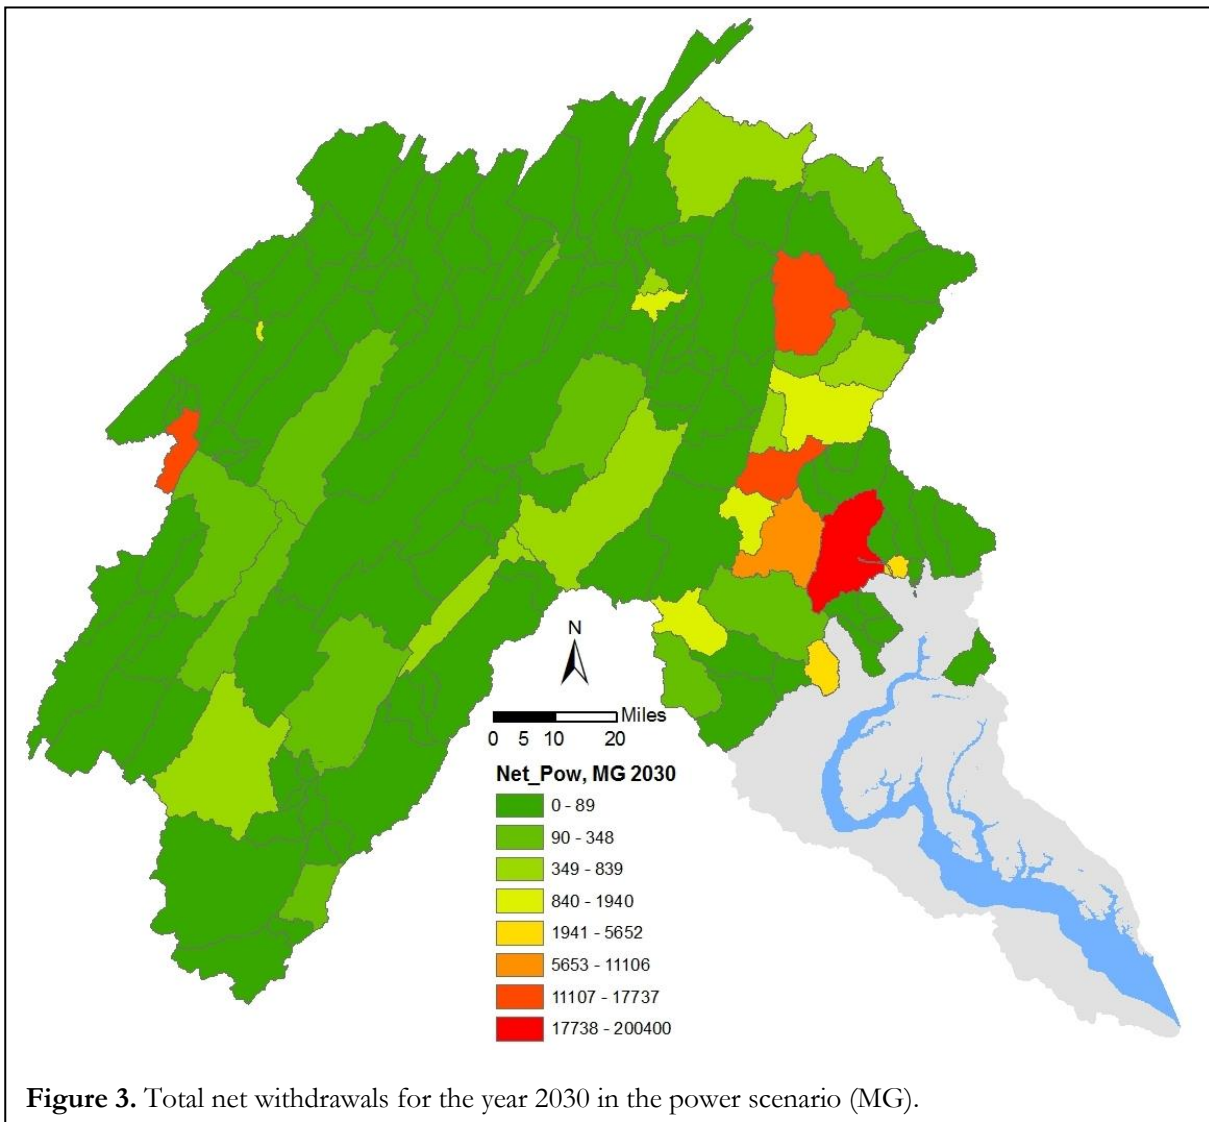 N
Miles
0 5 10 20
Net_Pow, MG 2030
0 - 89
90 - 348
349 - 839
840 - 1940
1941 - 5652
5653 - 11106
11107 - 17737
17738 - 200400
Figure 3. Total net withdrawals for the year 2030 in the power scenario (MG).